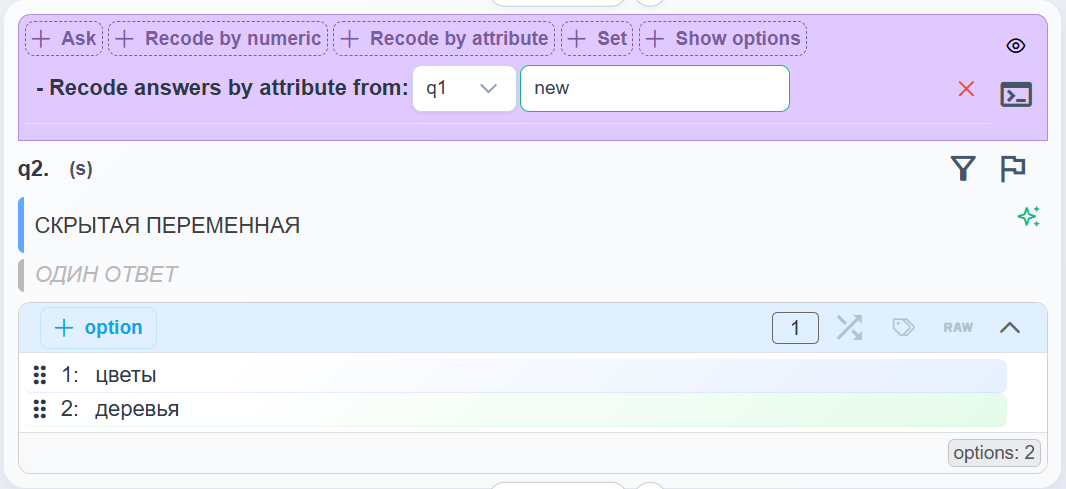 Ask Recode by numeric Recode by attribute Set Show options
- Recode answers by attribute from: q1 new
q2. (s)
СКРЫТАЯ ПЕРЕМЕННАЯ
ОДИН ОТВЕТ
option 1 RAW
1: цветы
2: деревья
options: 2